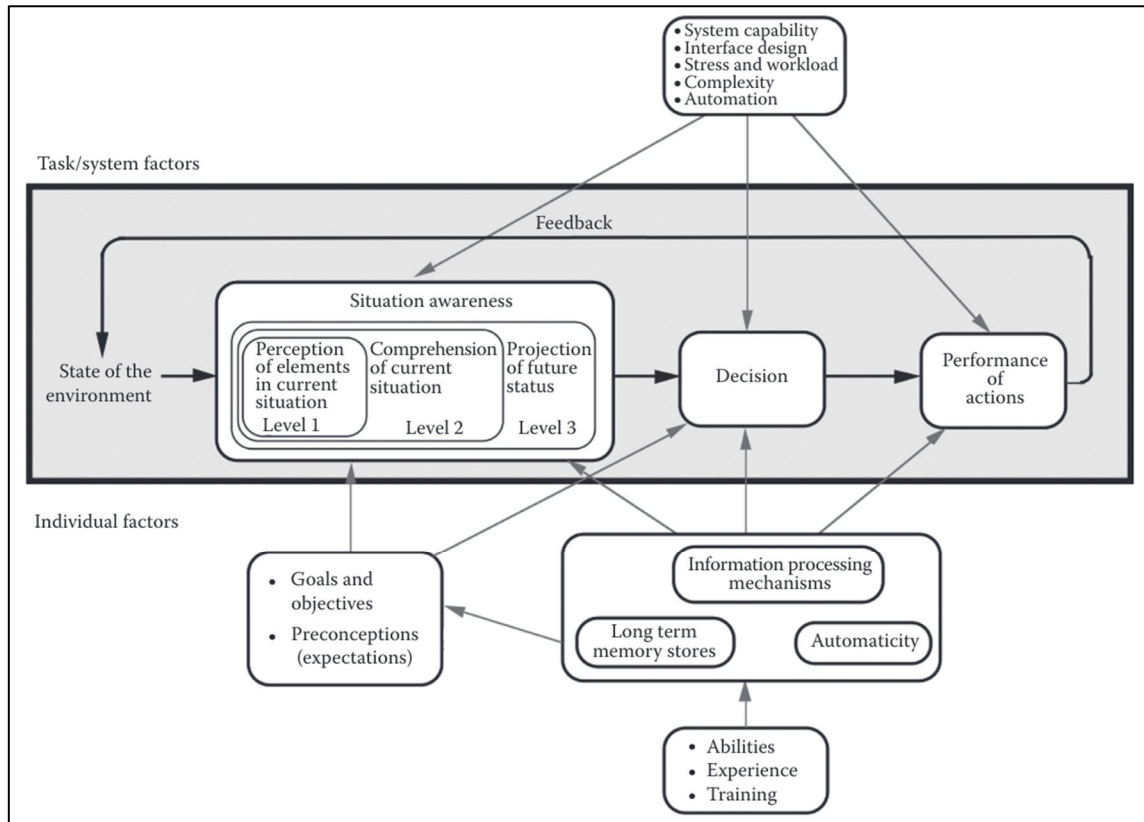 • System capability
• Interface design
• Stress and workload
• Complexity
• Automation
Task/system factors
Feedback
Situation awareness
Perception
of elements
in current
situation
Level 1
Comprehension
of current
situation
Level 2
Projection
of future
status
Level 3
State of the
environment
Decision
Performance
of
actions
Individual factors
• Goals and
objectives
• Preconceptions
(expectations)
Information processing
mechanisms
Long term
memory stores
Automaticity
• Abilities
• Experience
• Training